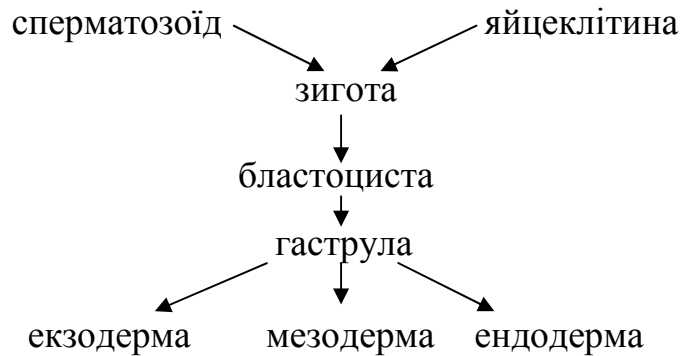 сперматозоїд яйцеклітина
зигота
бластоциста
гаструла
екзодерма мезодерма ендодерма